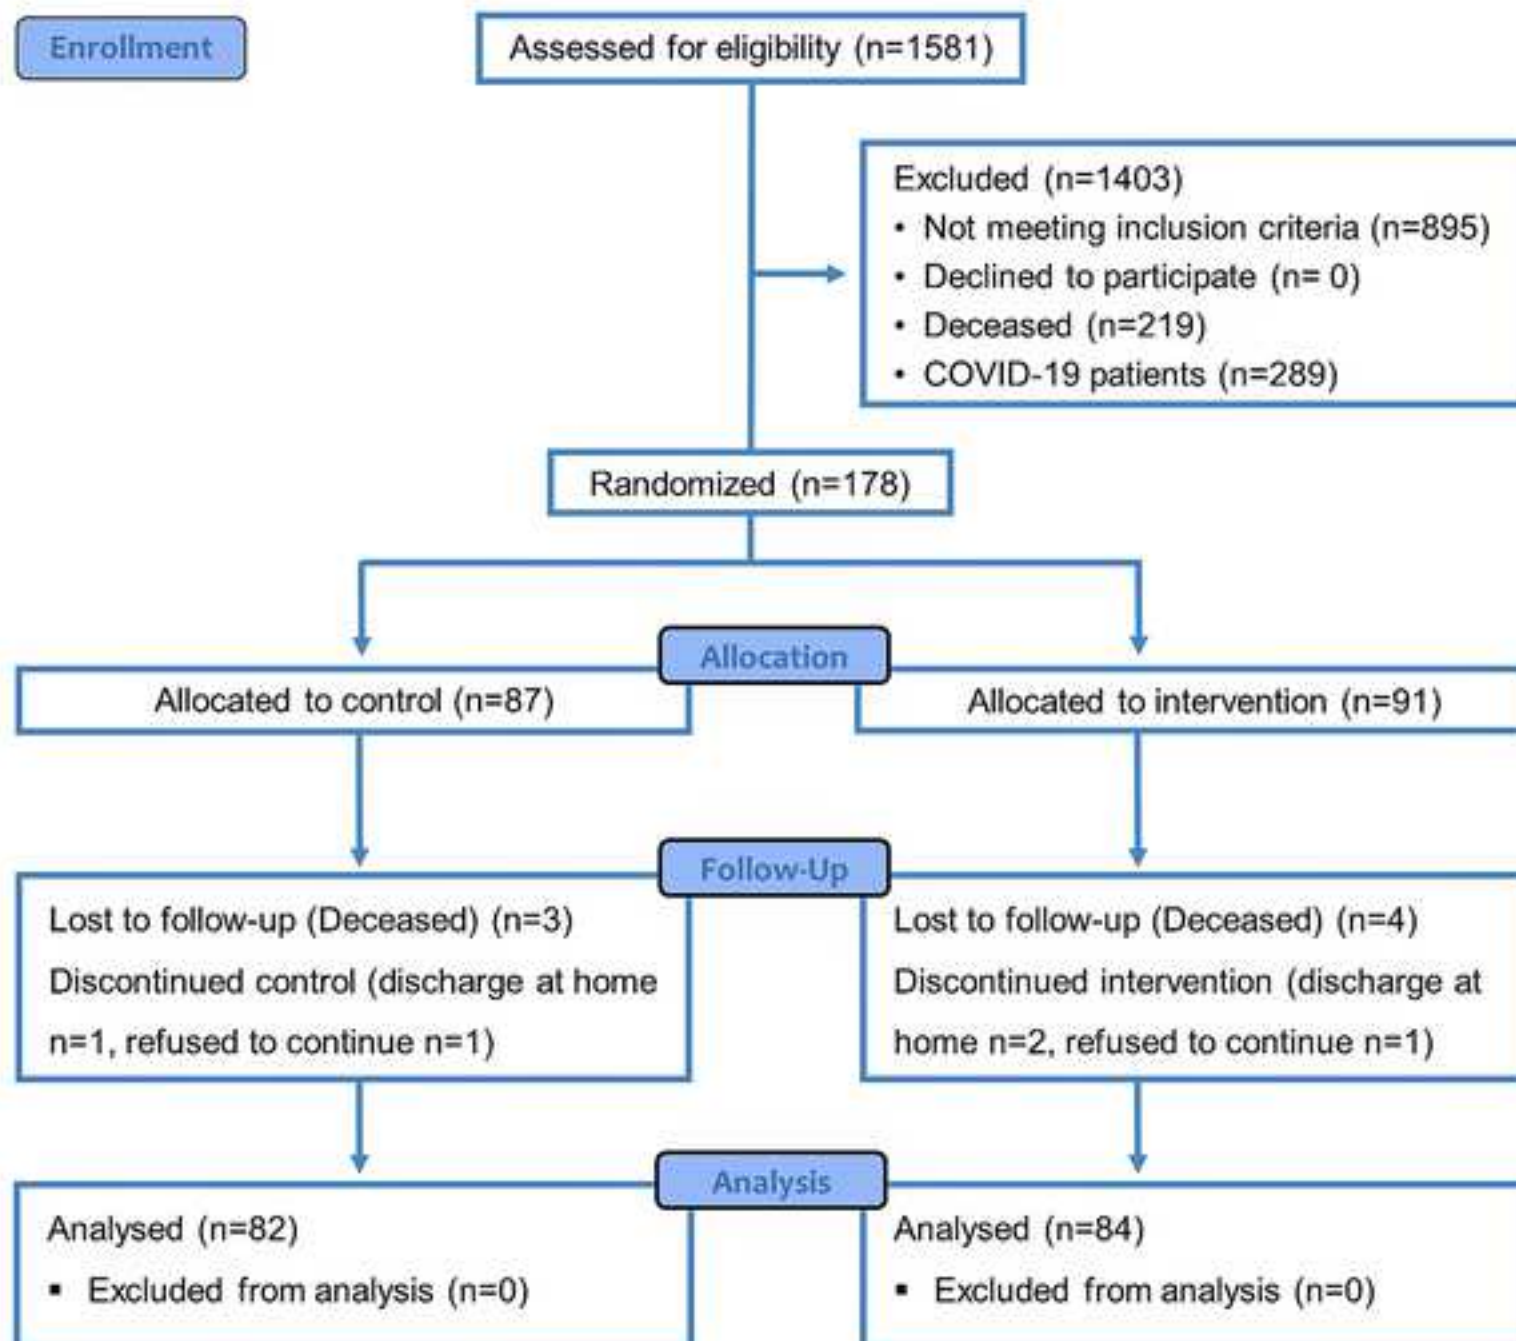 Enrollment
Assessed for eligibility (n=1581)
Excluded (n=1403)
• Not meeting inclusion criteria (n=895)
• Declined to participate (n= 0)
• Deceased (n=219)
• COVID-19 patients (n=289)
Randomized (n=178)
Allocation
Allocated to control (n=87)
Allocated to intervention (n=91)
Follow-Up
Lost to follow-up (Deceased) (n=3)
Discontinued control (discharge at home
n=1, refused to continue n=1)
Lost to follow-up (Deceased) (n=4)
Discontinued intervention (discharge at
home n=2, refused to continue n=1)
Analysis
Analysed (n=82)
▪ Excluded from analysis (n=0)
Analysed (n=84)
▪ Excluded from analysis (n=0)